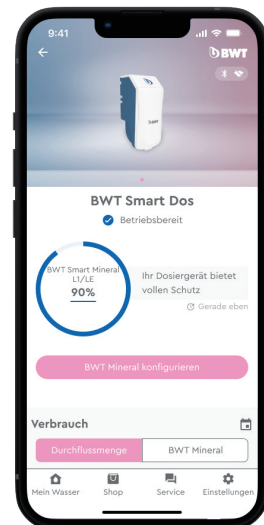 9:41
BWT
BWT Smart Dos
Betriebsbereit
BWT Smart Mineral
L1/LE
90%
Ihr Dosiergerät bietet
vollen Schutz
Gerade eben
BWT Mineral konfigurieren
Verbrauch
Durchflussmenge
BWT Mineral
Mein Wasser
Shop
Service
Einstellungen